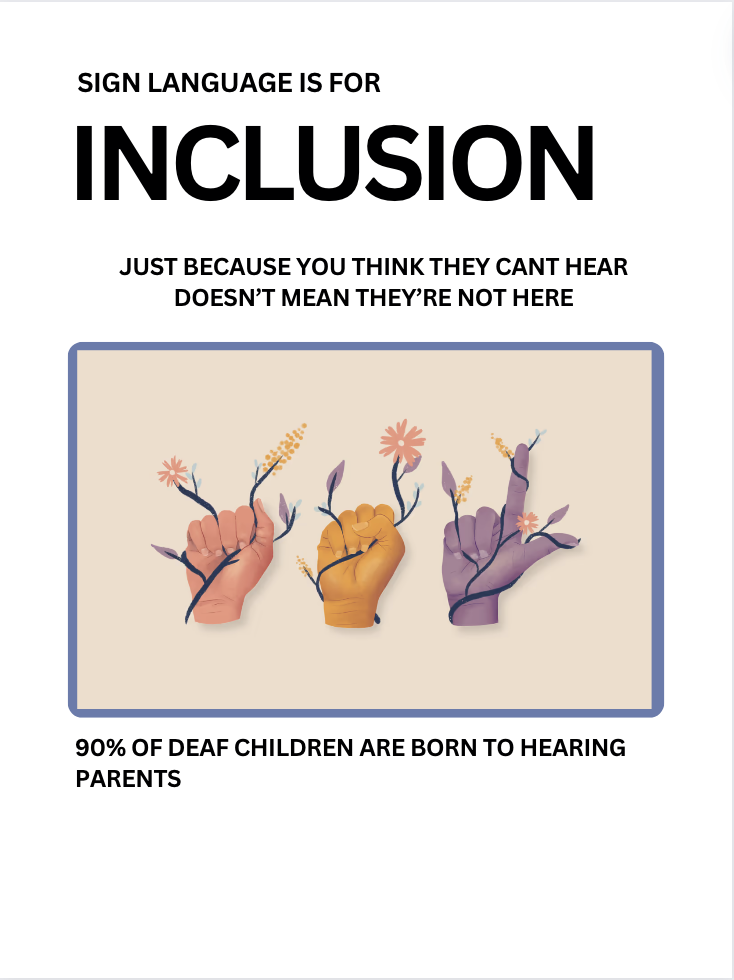 SIGN LANGUAGE IS FOR
INCLUSION
JUST BECAUSE YOU THINK THEY CANT HEAR
DOESN’T MEAN THEY’RE NOT HERE
90% OF DEAF CHILDREN ARE BORN TO HEARING
PARENTS